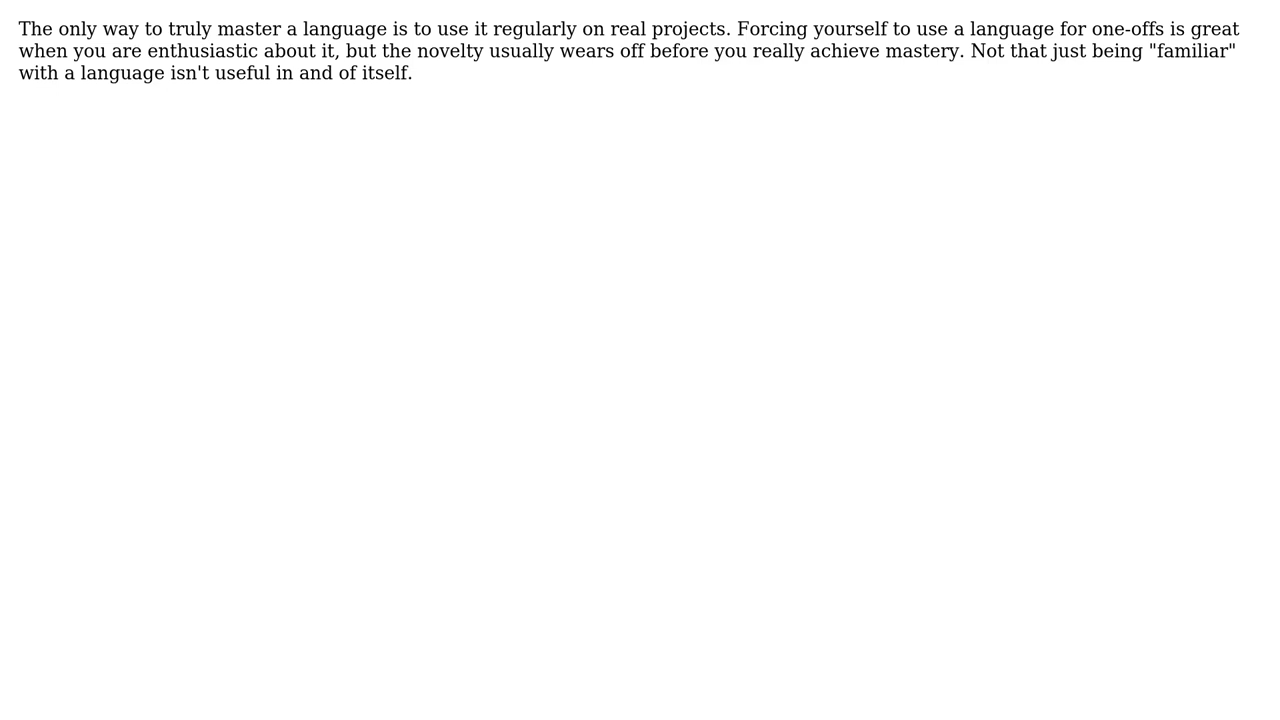 The only way to truly master a language is to use it regularly on real projects. Forcing yourself to use a language for one-offs is great
when you are enthusiastic about it, but the novelty usually wears off before you really achieve mastery. Not that just being "familiar"
with a language isn't useful in and of itself.